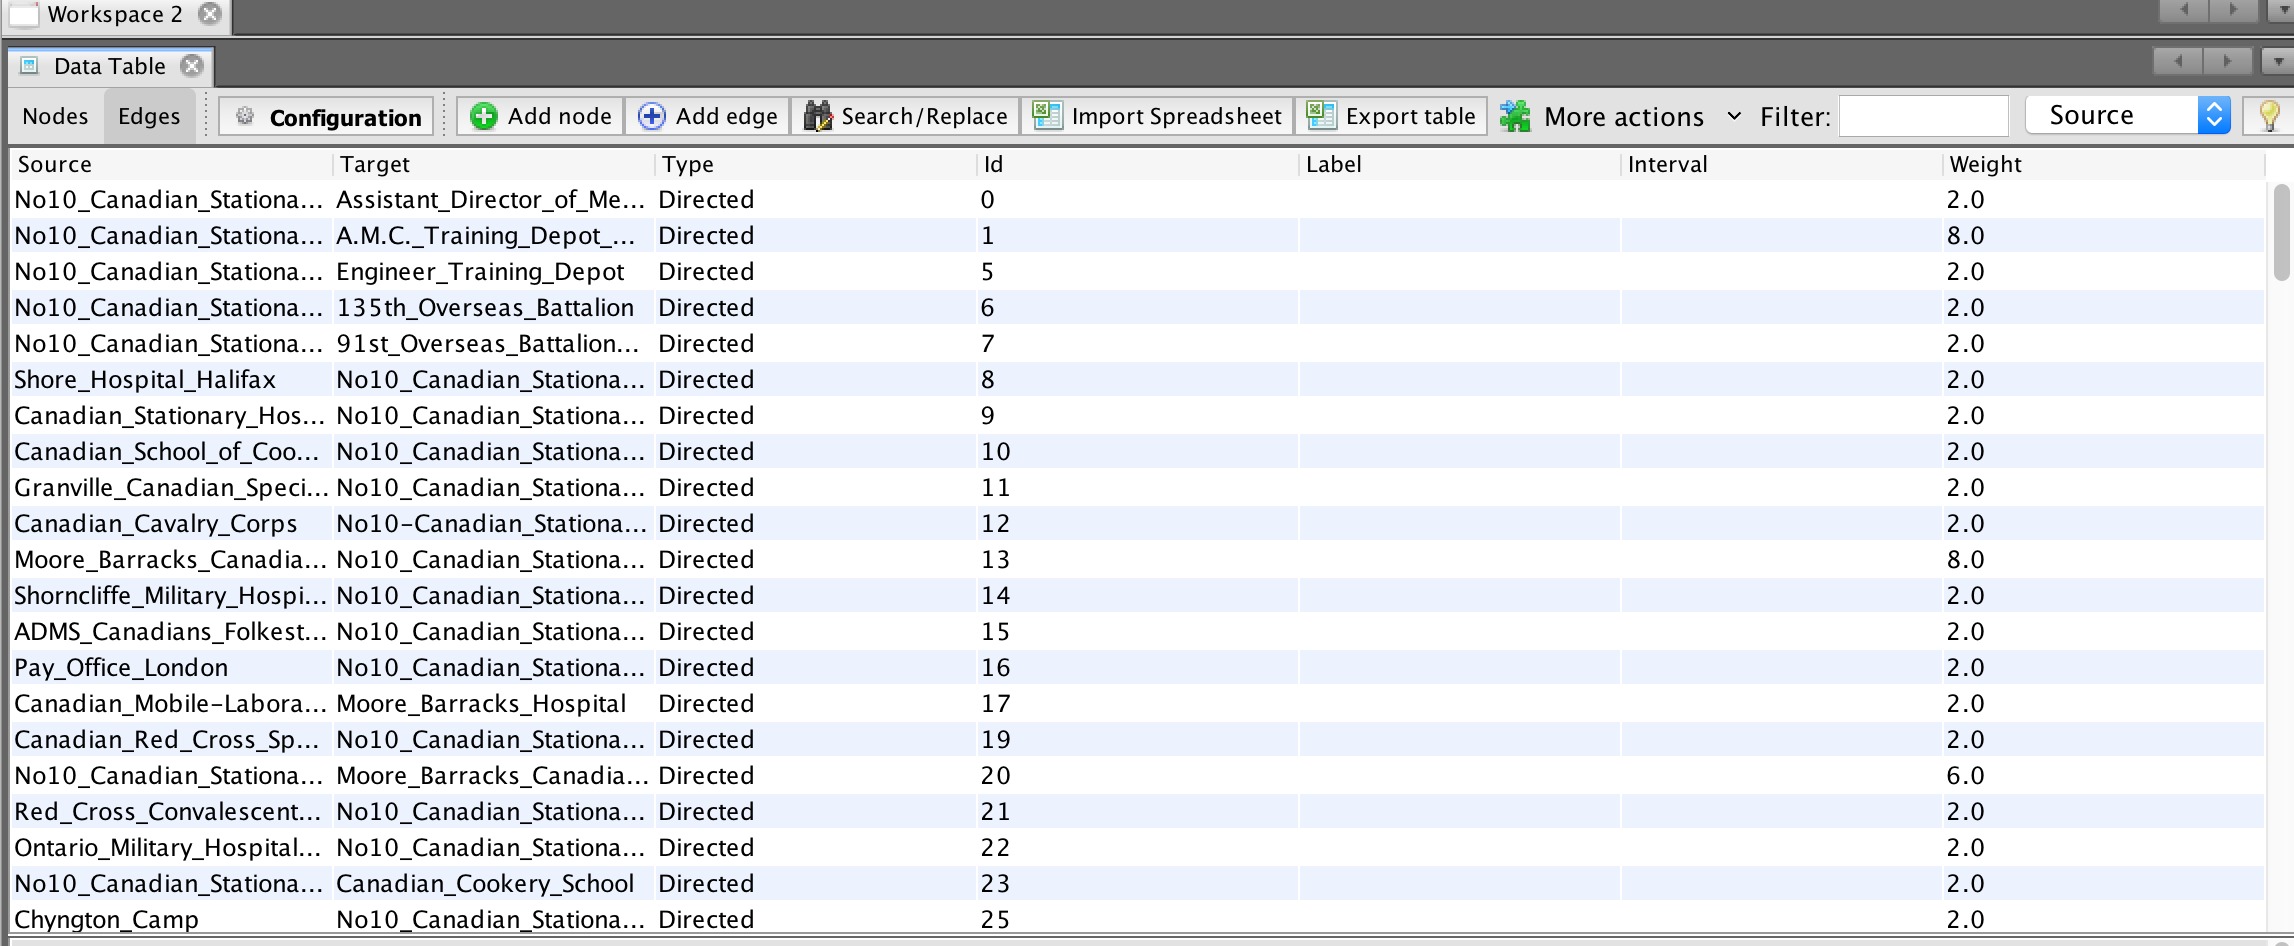 Workspace 2
Data Table
Nodes Edges Configuration Add node Add edge Search/Replace Import Spreadsheet Export table More actions Filter: Source
Source Target Type Id Label Interval Weight
No10_Canadian_Stationa... Assistant_Director_of_Me... Directed 0 2.0
No10_Canadian_Stationa... A.M.C._Training_Depot_... Directed 1 8.0
No10_Canadian_Stationa... Engineer_Training_Depot Directed 5 2.0
No10_Canadian_Stationa... 135th_Overseas_Battalion Directed 6 2.0
No10_Canadian_Stationa... 91st_Overseas_Battalion... Directed 7 2.0
Shore_Hospital_Halifax No10_Canadian_Stationa... Directed 8 2.0
Canadian_Stationary_Hos... No10_Canadian_Stationa... Directed 9 2.0
Canadian_School_of_Coo... No10_Canadian_Stationa... Directed 10 2.0
Granville_Canadian_Speci... No10_Canadian_Stationa... Directed 11 2.0
Canadian_Cavalry_Corps No10-Canadian_Stationa... Directed 12 2.0
Moore_Barracks_Canadia... No10_Canadian_Stationa... Directed 13 8.0
Shorncliffe_Military_Hospi... No10_Canadian_Stationa... Directed 14 2.0
ADMS_Canadians_Folkest... No10_Canadian_Stationa... Directed 15 2.0
Pay_Office_London No10_Canadian_Stationa... Directed 16 2.0
Canadian_Mobile-Labora... Moore_Barracks_Hospital Directed 17 2.0
Canadian_Red_Cross_Sp... No10_Canadian_Stationa... Directed 19 2.0
No10_Canadian_Stationa... Moore_Barracks_Canadia... Directed 20 6.0
Red_Cross_Convalescent... No10_Canadian_Stationa... Directed 21 2.0
Ontario_Military_Hospital... No10_Canadian_Stationa... Directed 22 2.0
No10_Canadian_Stationa... Canadian_Cookery_School Directed 23 2.0
Chyngton_Camp No10_Canadian_Stationa... Directed 25 2.0